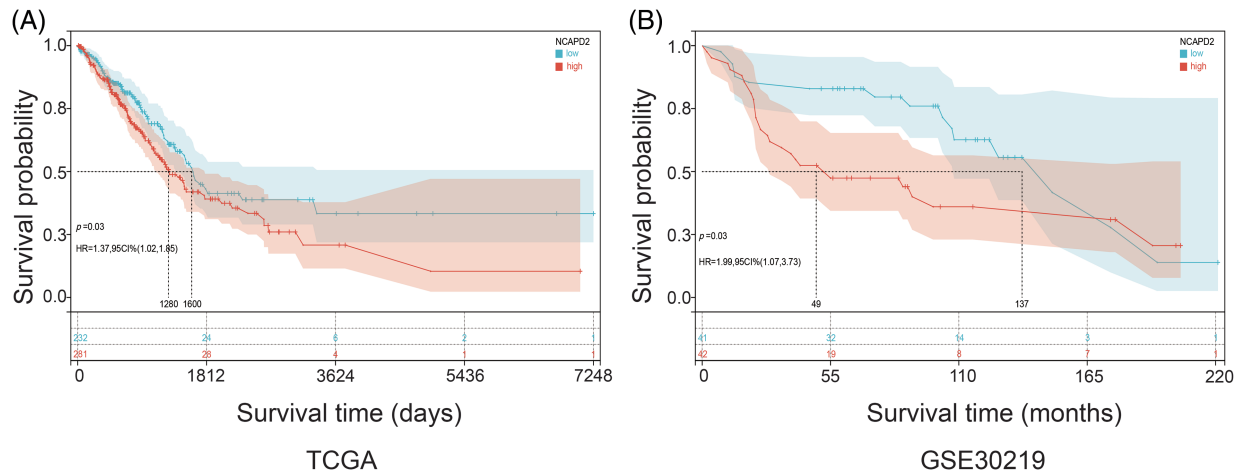 (A)
NCAPD2
low
high
Survival probability
1.0
0.8
0.5
0.3
0.0
p=0.03
HR=1.37,95CI%(1.02,1.85)
1280 1600
232 24 6 2 1
281 28 4 1 1
0 1812 3624 5436 7248
Survival time (days)
TCGA
(B)
NCAPD2
low
high
Survival probability
1.0
0.8
0.5
0.3
0.0
p=0.03
HR=1.99,95CI%(1.07,3.73)
49 137
41 32 14 3 1
42 19 8 7 1
0 55 110 165 220
Survival time (months)
GSE30219